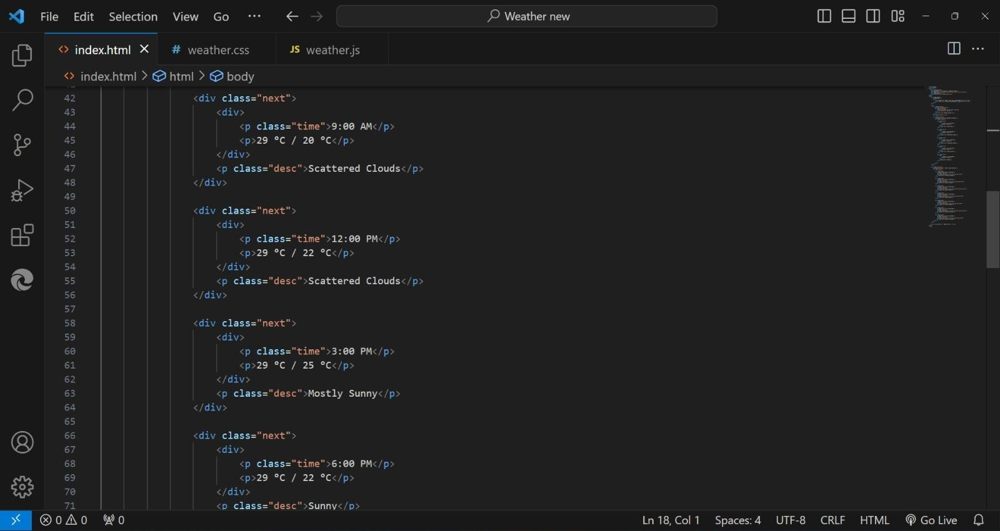 File Edit Selection View Go ··· Weather new
index.html weather.css JS weather.js
index.html > html > body
42 <div class="next">
43 <div>
44 <p class="time">9:00 AM</p>
45 <p>29 °C / 20 °C</p>
46 </div>
47 <p class="desc">Scattered Clouds</p>
48 </div>
49
50 <div class="next">
51 <div>
52 <p class="time">12:00 PM</p>
53 <p>29 °C / 22 °C</p>
54 </div>
55 <p class="desc">Scattered Clouds</p>
56 </div>
57
58 <div class="next">
59 <div>
60 <p class="time">3:00 PM</p>
61 <p>29 °C / 25 °C</p>
62 </div>
63 <p class="desc">Mostly Sunny</p>
64 </div>
65
66 <div class="next">
67 <div>
68 <p class="time">6:00 PM</p>
69 <p>29 °C / 22 °C</p>
70 </div>
71 <p class="desc">Sunny</p>
0 0 0 Ln 18, Col 1 Spaces: 4 UTF-8 CRLF HTML Go Live